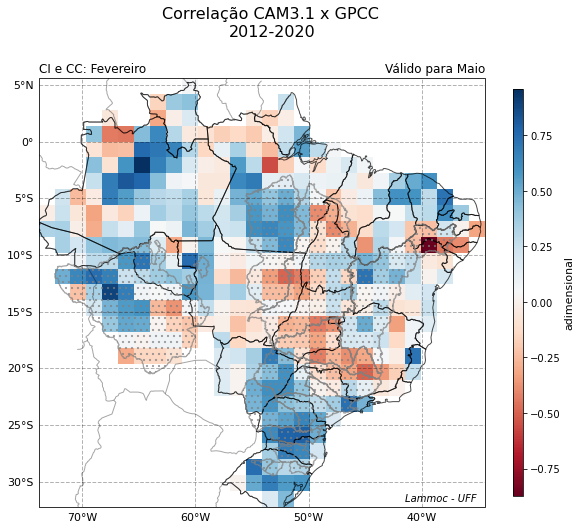 Correlação CAM3.1 x GPCC
2012-2020
CI e CC: Fevereiro
Válido para Maio
5°N
0°
5°S
10°S
15°S
20°S
25°S
30°S
70°W
60°W
50°W
40°W
Lammoc - UFF
0.75
0.50
0.25
0.00
−0.25
−0.50
−0.75
adimensional